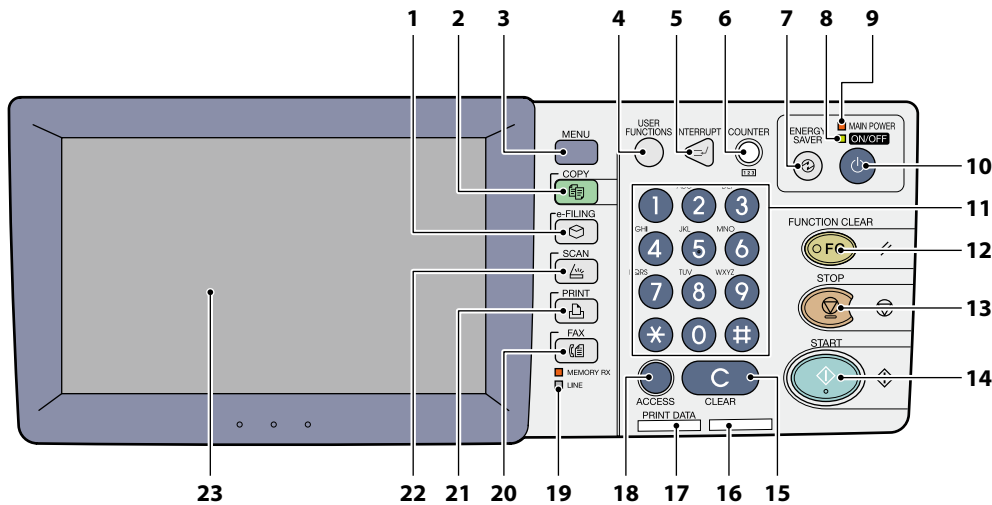 1 2 3 4 5 6 7 8 9
MAIN POWER
ON/OFF
ENERGY
SAVER
USER
FUNCTIONS
INTERRUPT
COUNTER
123
MENU
10
COPY
1 2 3
11
e-FILING
FUNCTION CLEAR
GHI JKL MNO
4 5 6
FC
12
SCAN
PQRS TUV WXYZ
7 8 9
STOP
13
23
PRINT
* 0 #
FAX
START
14
MEMORY RX
LINE
C
ACCESS
CLEAR
PRINT DATA
22 21 20 19 18 17 16 15